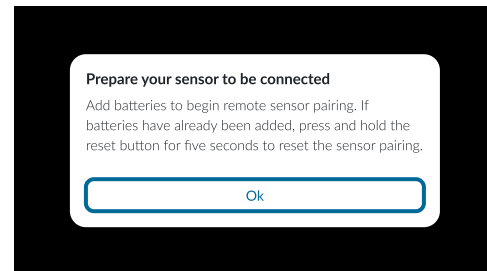 Prepare your sensor to be connected
Add batteries to begin remote sensor pairing. If
batteries have already been added, press and hold the
reset button for five seconds to reset the sensor pairing.
Ok